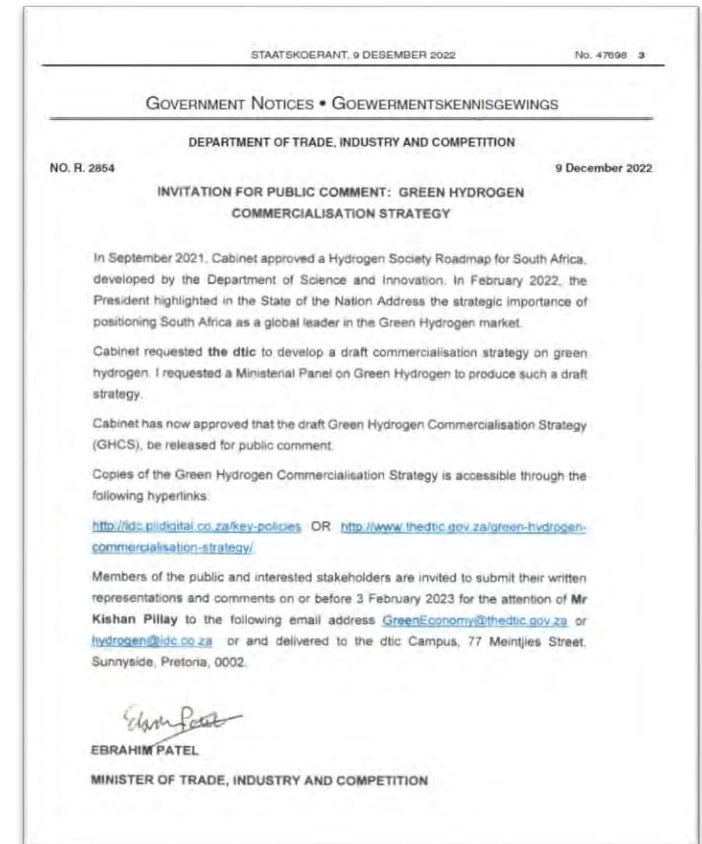 STAATSKOERANT, 9 DESEMBER 2022 No. 47698 3
GOVERNMENT NOTICES • GOEWERMENTSKENNISGEWINGS
DEPARTMENT OF TRADE, INDUSTRY AND COMPETITION
NO. R. 2854 9 December 2022
INVITATION FOR PUBLIC COMMENT: GREEN HYDROGEN
COMMERCIALISATION STRATEGY
In September 2021, Cabinet approved a Hydrogen Society Roadmap for South Africa,
developed by the Department of Science and Innovation. In February 2022, the
President highlighted in the State of the Nation Address the strategic importance of
positioning South Africa as a global leader in the Green Hydrogen market.
Cabinet requested the dtic to develop a draft commercialisation strategy on green
hydrogen. I requested a Ministerial Panel on Green Hydrogen to produce such a draft
strategy.
Cabinet has now approved that the draft Green Hydrogen Commercialisation Strategy
(GHCS), be released for public comment.
Copies of the Green Hydrogen Commercialisation Strategy is accessible through the
following hyperlinks:
http://idc.piidigital.co.za/key-policies OR http://www.thedtic.gov.za/green-hydrogen-
commercialisation-strategy/
Members of the public and interested stakeholders are invited to submit their written
representations and comments on or before 3 February 2023 for the attention of Mr
Kishan Pillay to the following email address GreenEconomy@thedtic.gov.za or
hydrogen@idc.co.za or and delivered to the dtic Campus, 77 Meintjies Street,
Sunnyside, Pretoria, 0002.
EBRAHIM PATEL
MINISTER OF TRADE, INDUSTRY AND COMPETITION